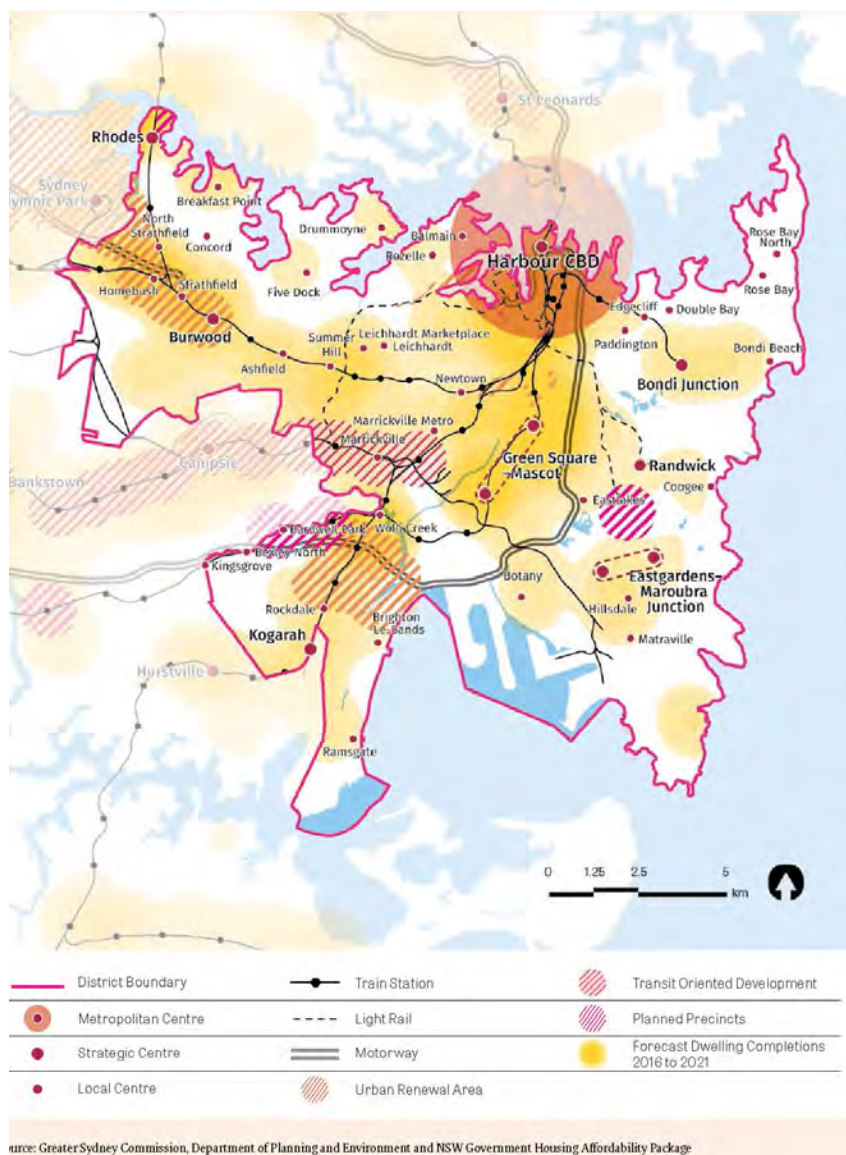 St Leonards
Rhodes
Sydney
ympic Park
Breakfast Point
North
Strathfield
Concord
Drummoyne
Balmain
Rozelle
Harbour CBD
Rose Bay
North
Rose Bay
Homebush
Strathfield
Five Dock
Burwood
Edgecliff
Double Bay
Paddington
Summer
Hill
Leichhardt Marketplace
Leichhardt
Ashfield
Newtown
Bondi Junction
Bondi Beach
Marrickville Metro
Marrickville
Campsie
Bankstown
Green Square
Mascot
Randwick
Coogee
Eastlakes
Bardwell Park
Wolli Creek
Bexley North
Kingsgrove
Botany
Eastgardens-
Maroubra
Junction
Hillsdale
Rockdale
Brighton
Le-Sands
Kogarah
Matraville
Hurstville
Ramsgate
0 1.25 2.5 5
km
District Boundary
Train Station
Transit Oriented Development
Metropolitan Centre
Light Rail
Planned Precincts
Strategic Centre
Motorway
Forecast Dwelling Completions
2016 to 2021
Local Centre
Urban Renewal Area
urce: Greater Sydney Commission, Department of Planning and Environment and NSW Government Housing Affordability Package